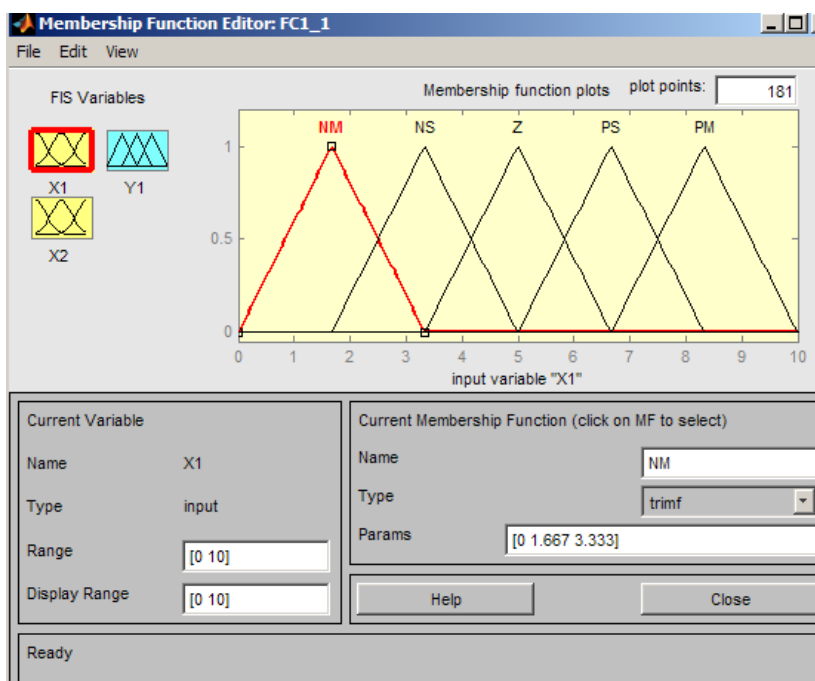 Membership Function Editor: FC1_1
File Edit View
FIS Variables
Membership function plots plot points: 181
NM NS Z PS PM
X1 Y1
X2
1
0.5
0
0 1 2 3 4 5 6 7 8 9 10
input variable "X1"
Current Variable
Name X1
Type input
Range [0 10]
Display Range [0 10]
Current Membership Function (click on MF to select)
Name NM
Type trimf
Params [0 1.667 3.333]
Help Close
Ready